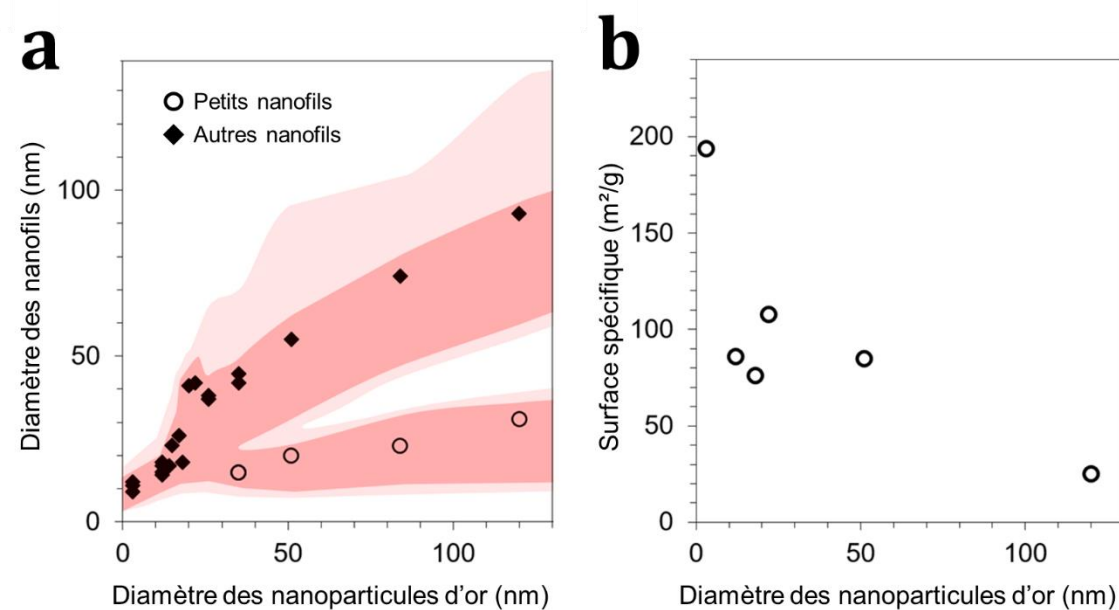 a
Diamètre des nanofils (nm)
100
50
0
Petits nanofils
Autres nanofils
0 50 100
Diamètre des nanoparticules d'or (nm)
b
Surface spécifique (m²/g)
200
150
100
50
0
0 50 100
Diamètre des nanoparticules d'or (nm)